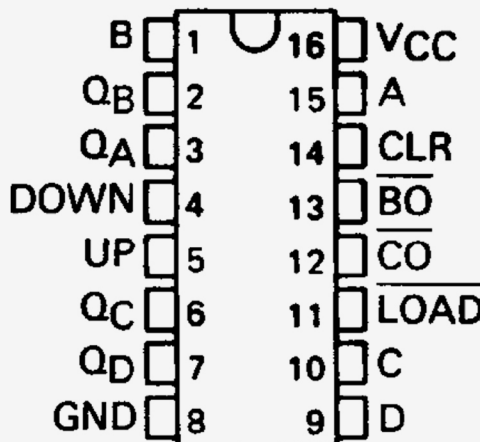 B 1 16 VCC
QB 2 15 A
QA 3 14 CLR
DOWN 4 13 BO
UP 5 12 CO
QC 6 11 LOAD
QD 7 10 C
GND 8 9 D